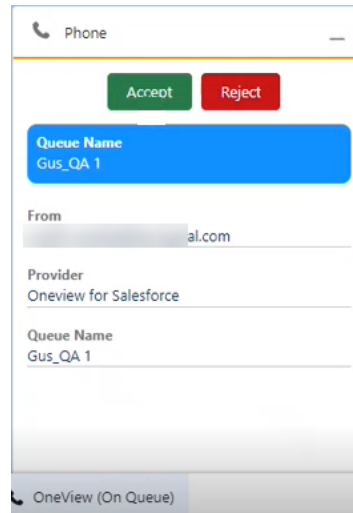 Phone
Accept Reject
Queue Name
Gus_QA 1
From
al.com
Provider
Oneview for Salesforce
Queue Name
Gus_QA 1
OneView (On Queue)